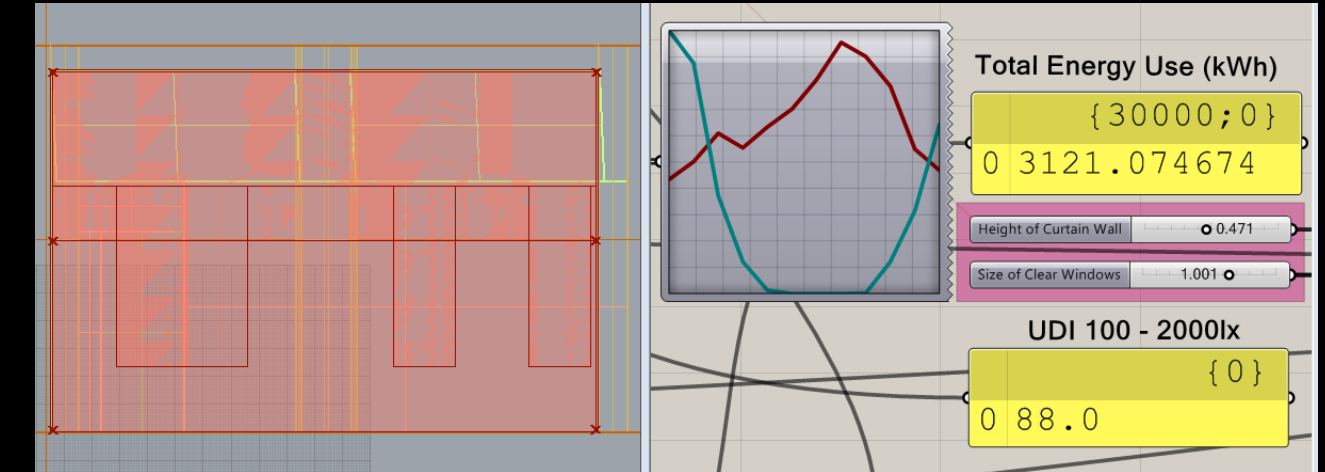 Total Energy Use (kWh)
{30000;0}
0 3121.074674
Height of Curtain Wall 0.471
Size of Clear Windows 1.001
UDI 100 - 2000lx
{0}
0 88.0